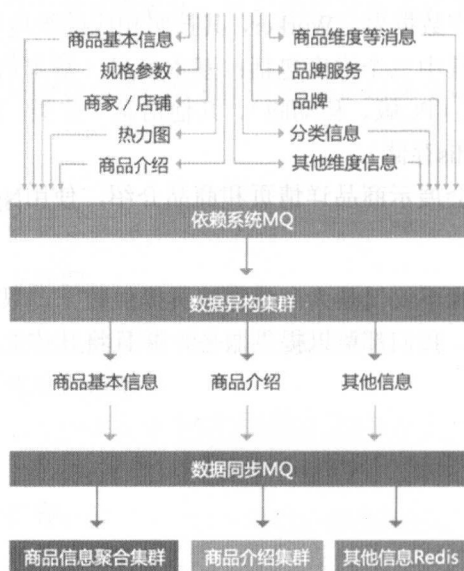 商品基本信息 商品维度等消息
规格参数 品牌服务
商家 / 店铺 品牌
热力图 分类信息
商品介绍 其他维度信息
依赖系统MQ
数据异构集群
商品基本信息 商品介绍 其他信息
数据同步MQ
商品信息聚合集群 商品介绍集群 其他信息Redis